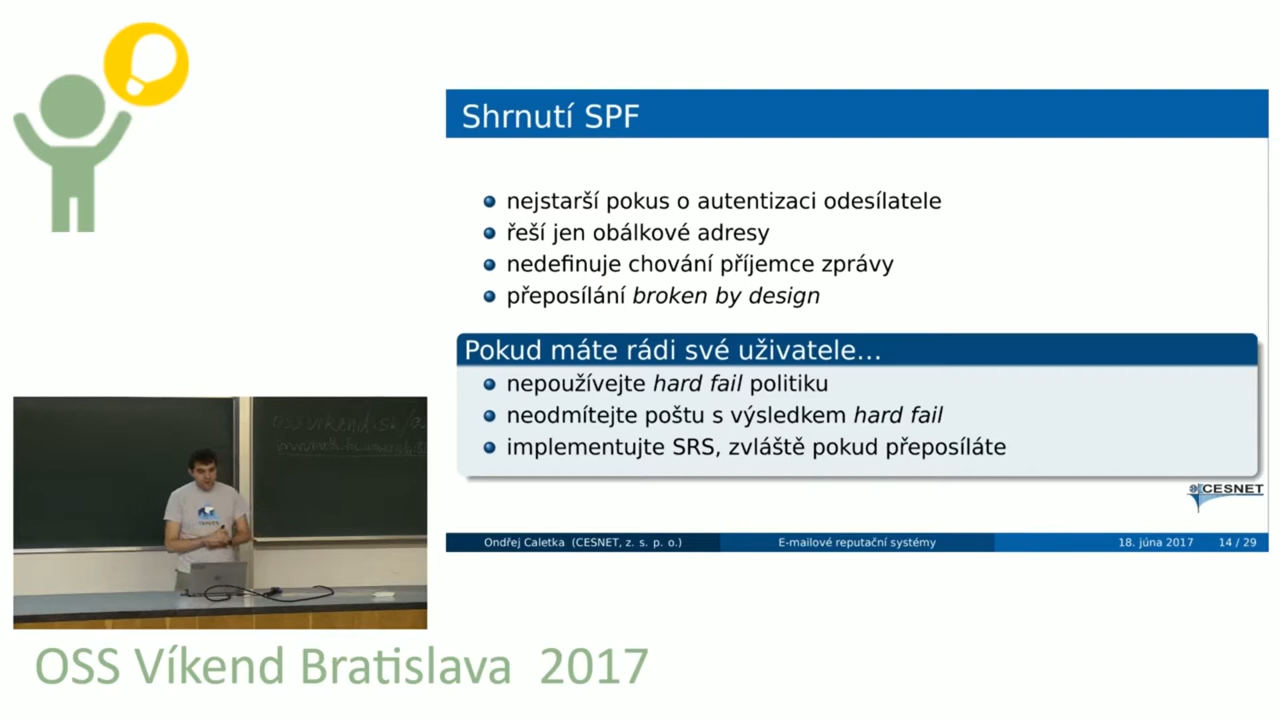 Shrnutí SPF
nejstarší pokus o autentizaci odesílatele
řeší jen obálkové adresy
nedefinuje chování příjemce zprávy
přeposílání broken by design
Pokud máte rádi své uživatele...
nepoužívejte hard fail politiku
neodmítejte poštu s výsledkem hard fail
implementujte SRS, zvláště pokud přeposíláte
CESNET
Ondřej Caletka (CESNET, z. s. p. o.)
E-mailové reputační systémy
18. júna 2017 14 / 29
OSS Víkend Bratislava 2017